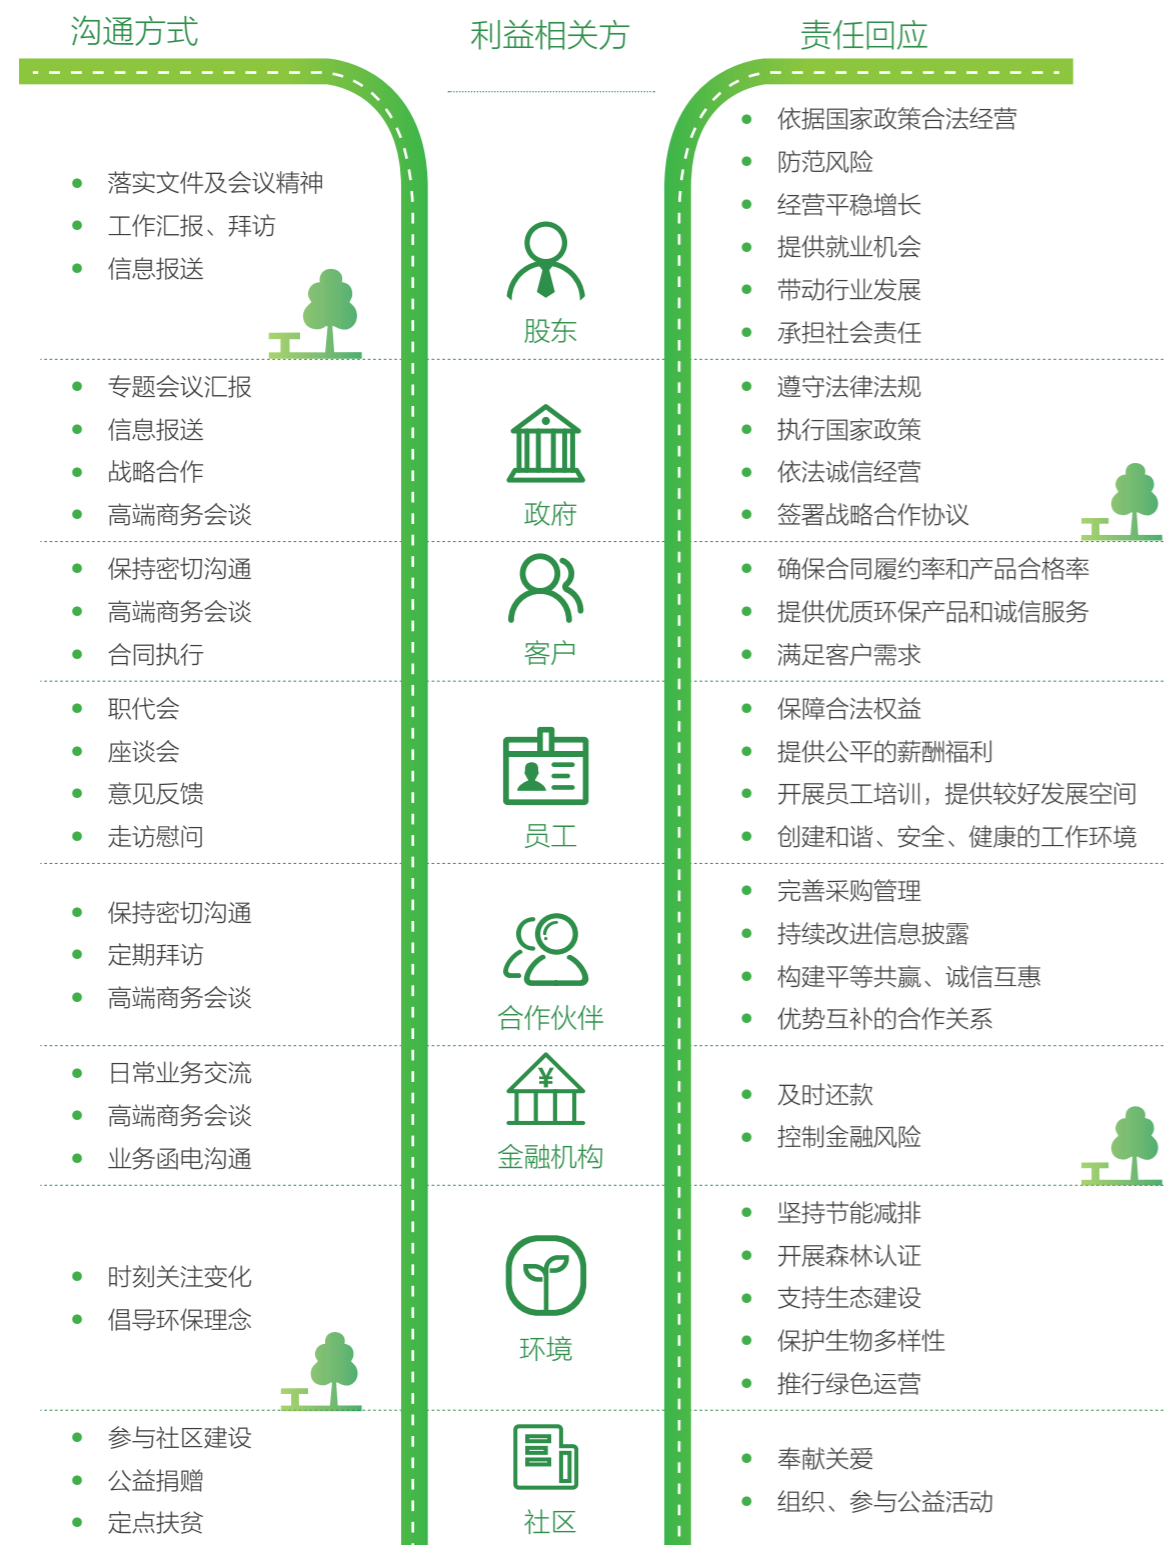 沟通方式
利益相关方
责任回应
落实文件及会议精神
工作汇报、拜访
信息报送
股东
依据国家政策合法经营
防范风险
经营平稳增长
提供就业机会
带动行业发展
承担社会责任
专题会议汇报
信息报送
战略合作
高端商务会谈
政府
遵守法律法规
执行国家政策
依法诚信经营
签署战略合作协议
保持密切沟通
高端商务会谈
合同执行
客户
确保合同履约率和产品合格率
提供优质环保产品和诚信服务
满足客户需求
职代会
座谈会
意见反馈
走访慰问
员工
保障合法权益
提供公平的薪酬福利
开展员工培训，提供较好发展空间
创建和谐、安全、健康的工作环境
保持密切沟通
定期拜访
高端商务会谈
合作伙伴
完善采购管理
持续改进信息披露
构建平等共赢、诚信互惠
优势互补的合作关系
日常业务交流
高端商务会谈
业务函电沟通
¥
金融机构
及时还款
控制金融风险
时刻关注变化
倡导环保理念
环境
坚持节能减排
开展森林认证
支持生态建设
保护生物多样性
推行绿色运营
参与社区建设
公益捐赠
定点扶贫
社区
奉献关爱
组织、参与公益活动